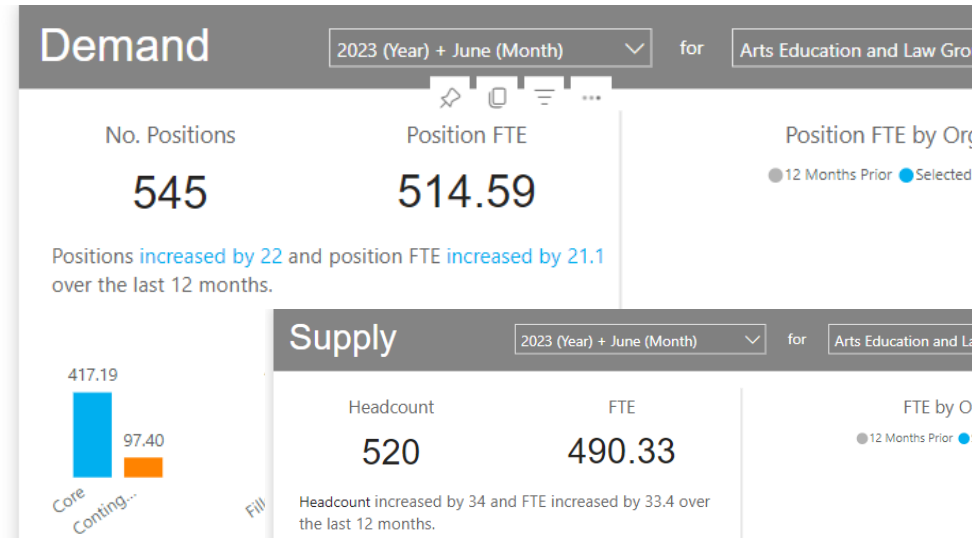 Demand
2023 (Year) + June (Month)
for
Arts Education and Law Gro
No. Positions
545
Position FTE
514.59
Positions increased by 22 and position FTE increased by 21.1
over the last 12 months.
Position FTE by Org
12 Months Prior Selected
417.19
97.40
Core
Conting...
Fill
Supply
2023 (Year) + June (Month)
for
Arts Education and La
Headcount
520
FTE
490.33
Headcount increased by 34 and FTE increased by 33.4 over
the last 12 months.
FTE by O
12 Months Prior